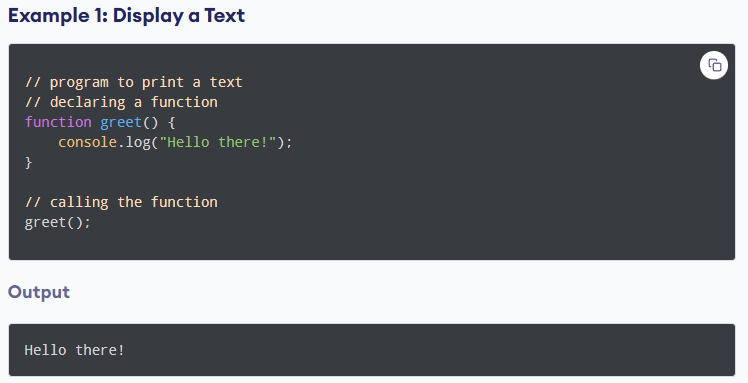 Example 1: Display a Text
// program to print a text
// declaring a function
function greet() {
    console.log("Hello there!");
}
// calling the function
greet();
Output
Hello there!